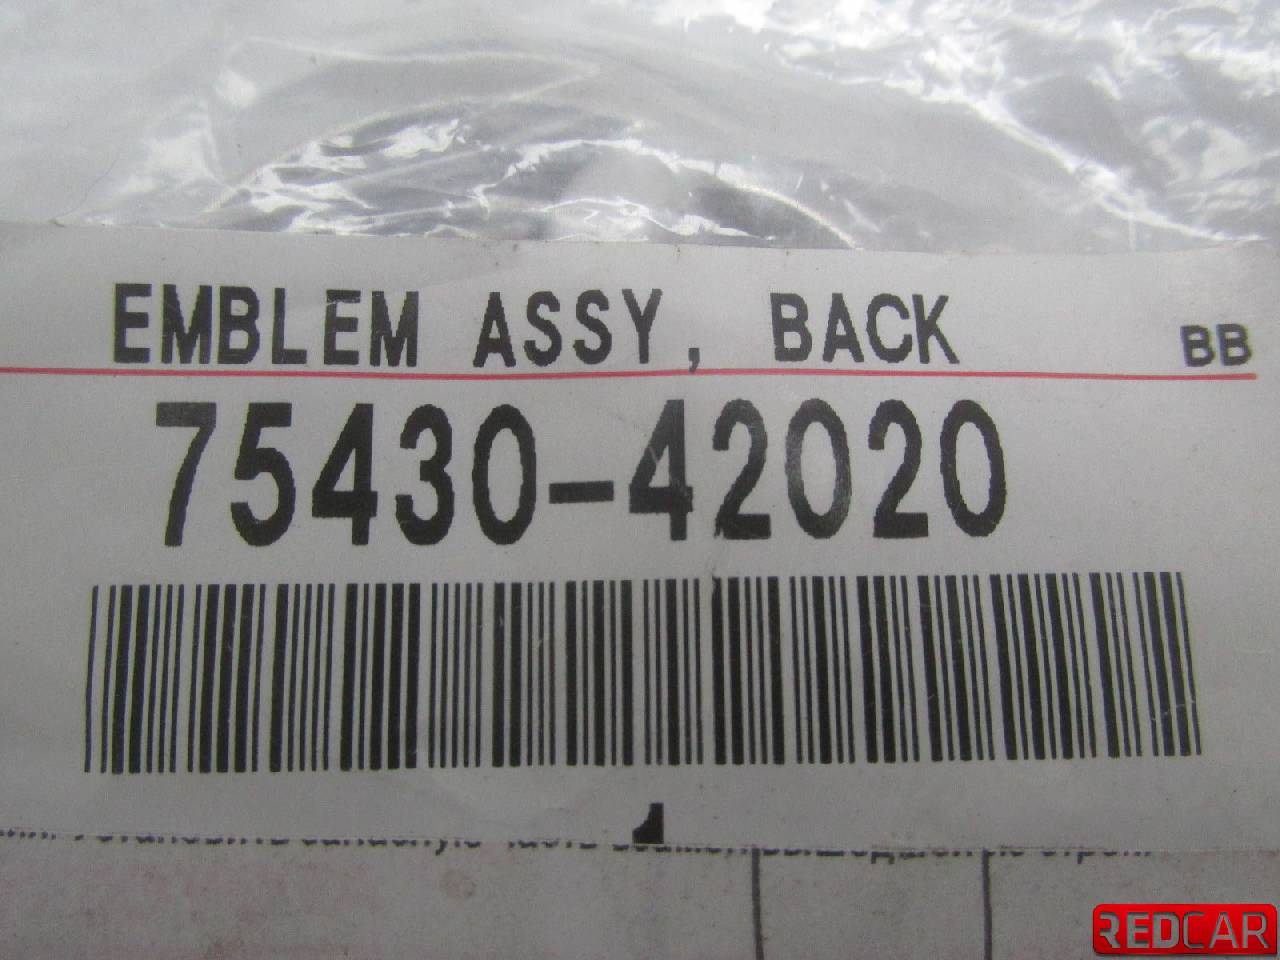 EMBLEM ASSY, BACK BB
75430-42020
REDCAR